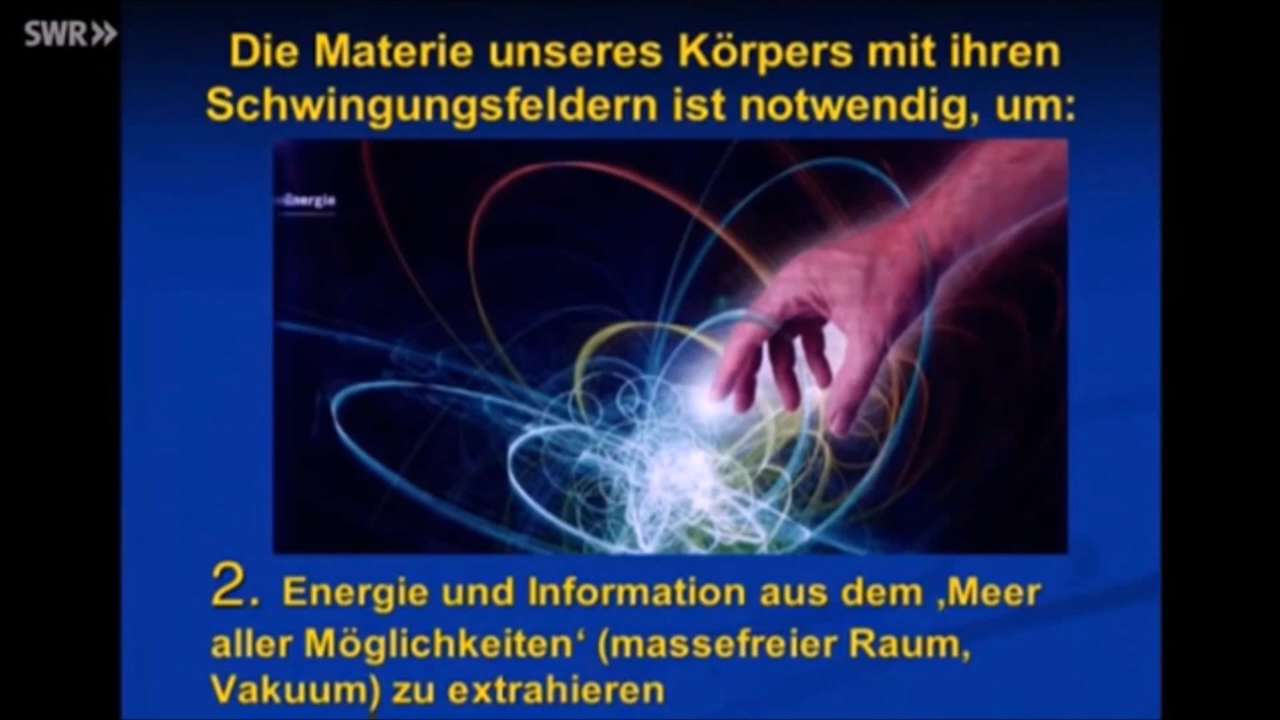 SWR»
Die Materie unseres Körpers mit ihren
Schwingungsfeldern ist notwendig, um:
Energie
2. Energie und Information aus dem ‚Meer
aller Möglichkeiten‘ (massefreier Raum,
Vakuum) zu extrahieren